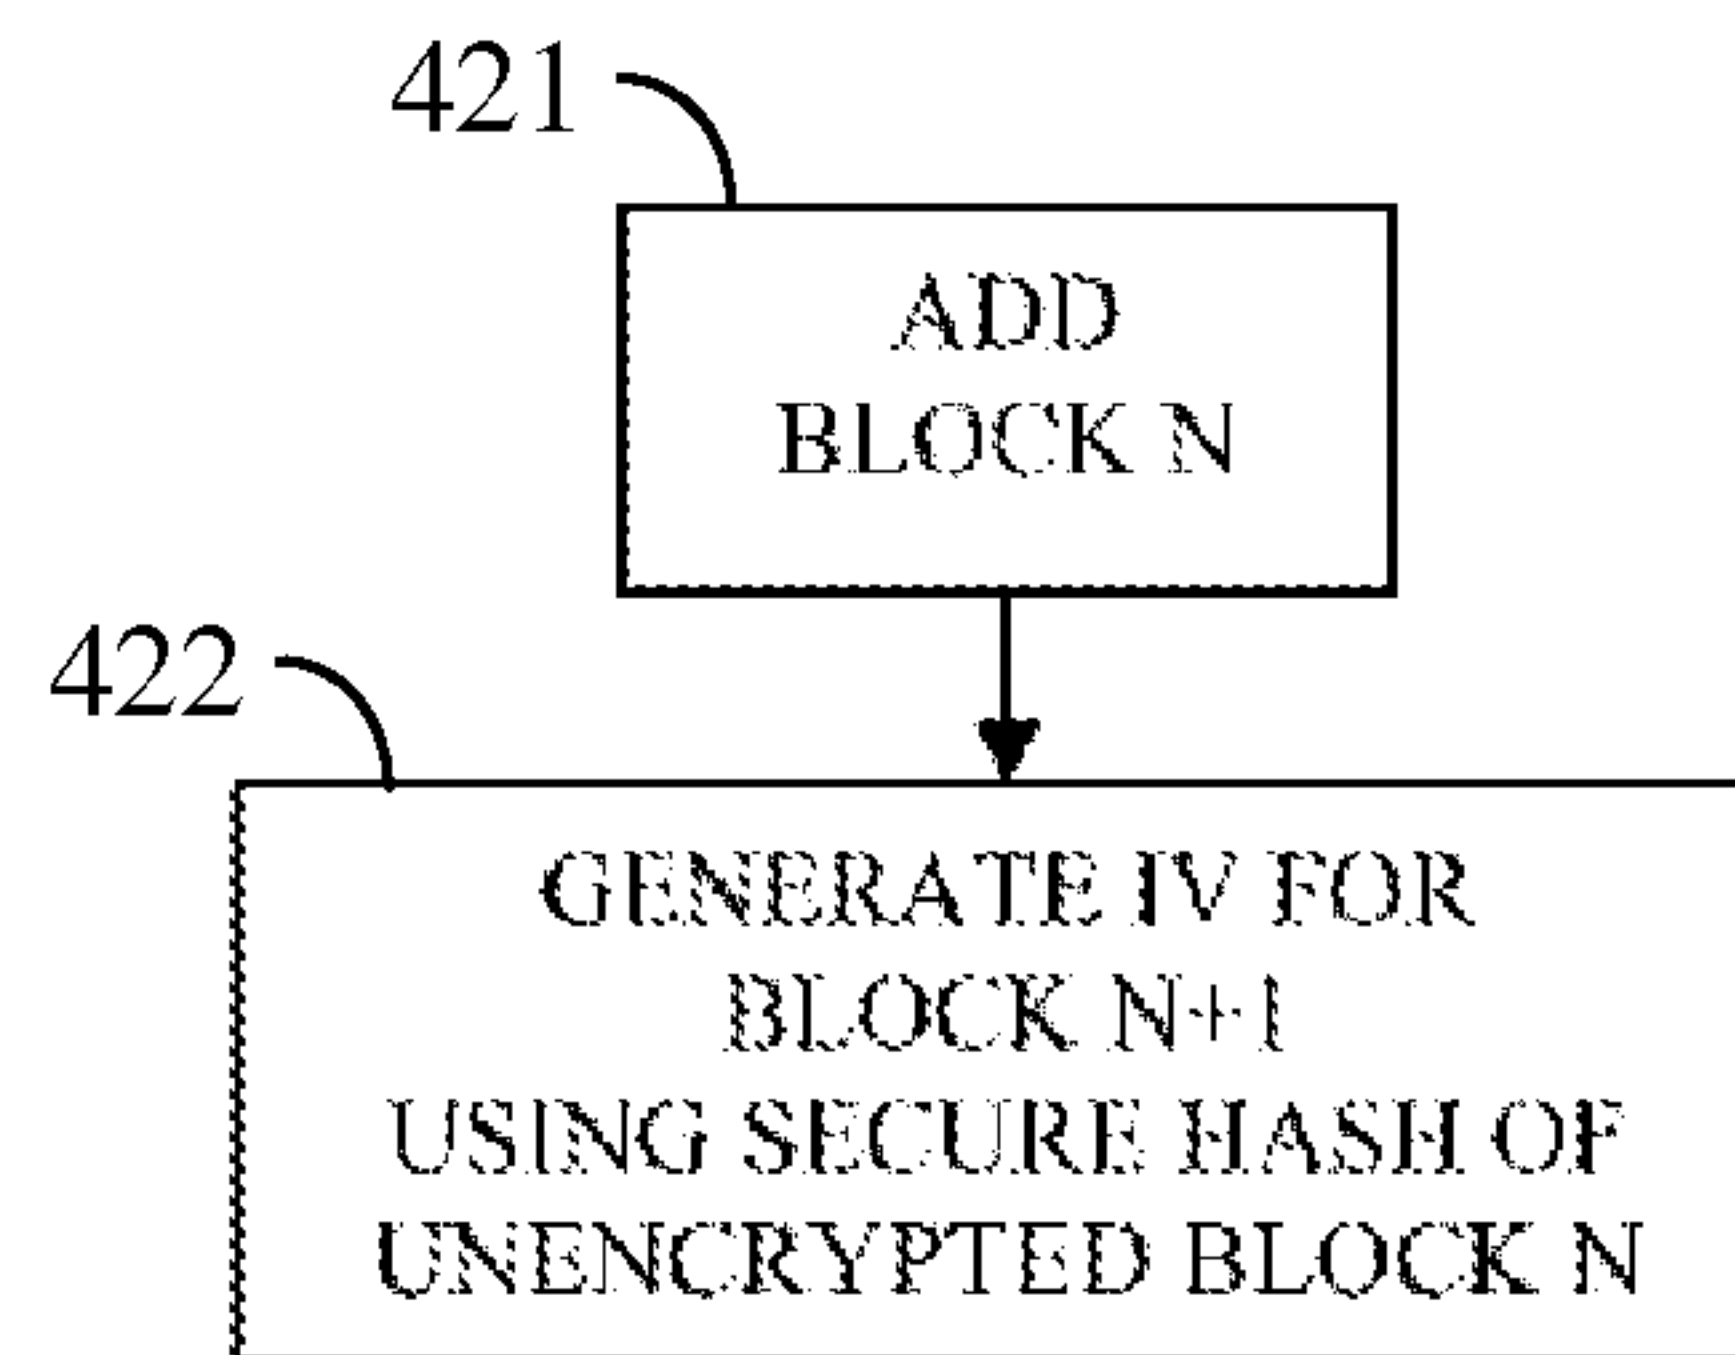 421
ADD
BLOCK N
422
GENERATE IV FOR
BLOCK N+1
USING SECURE HASH OF
UNENCRYPTED BLOCK N